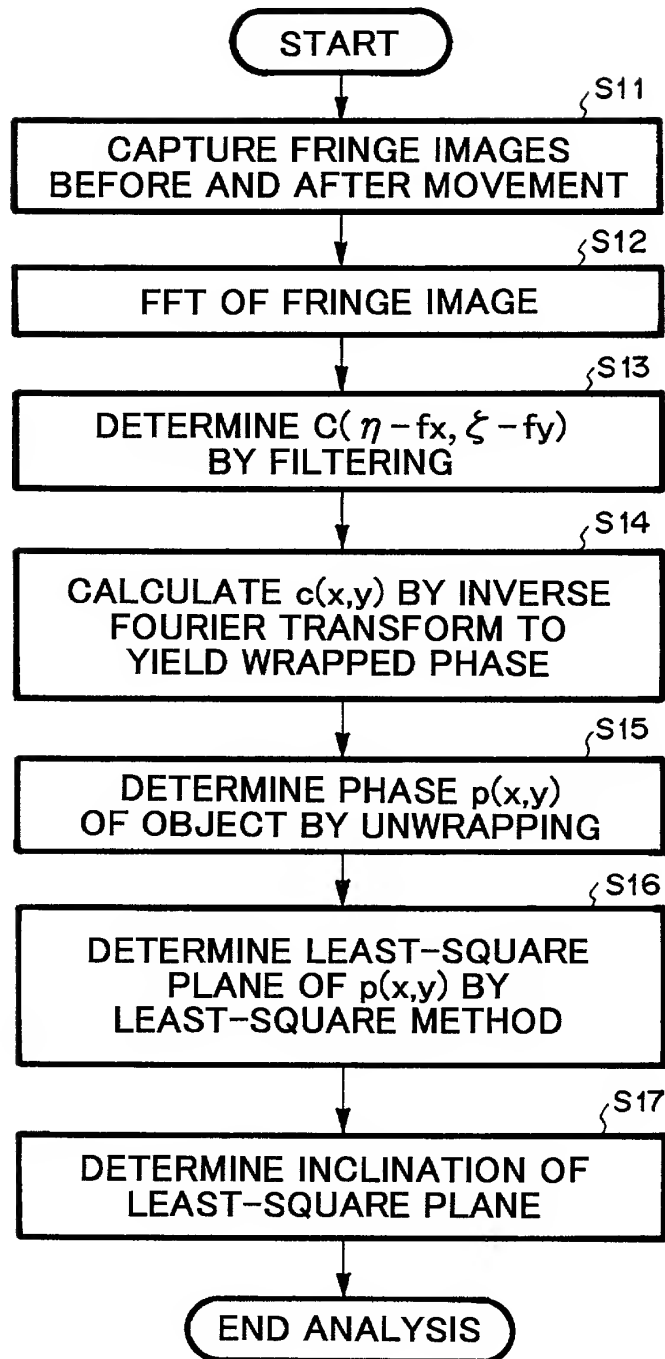 START
S11
CAPTURE FRINGE IMAGES
BEFORE AND AFTER MOVEMENT
S12
FFT OF FRINGE IMAGE
S13
DETERMINE C(η-fx, ζ-fy)
BY FILTERING
S14
CALCULATE c(x,y) BY INVERSE
FOURIER TRANSFORM TO
YIELD WRAPPED PHASE
S15
DETERMINE PHASE p(x,y)
OF OBJECT BY UNWRAPPING
S16
DETERMINE LEAST-SQUARE
PLANE OF p(x,y) BY
LEAST-SQUARE METHOD
S17
DETERMINE INCLINATION OF
LEAST-SQUARE PLANE
END ANALYSIS